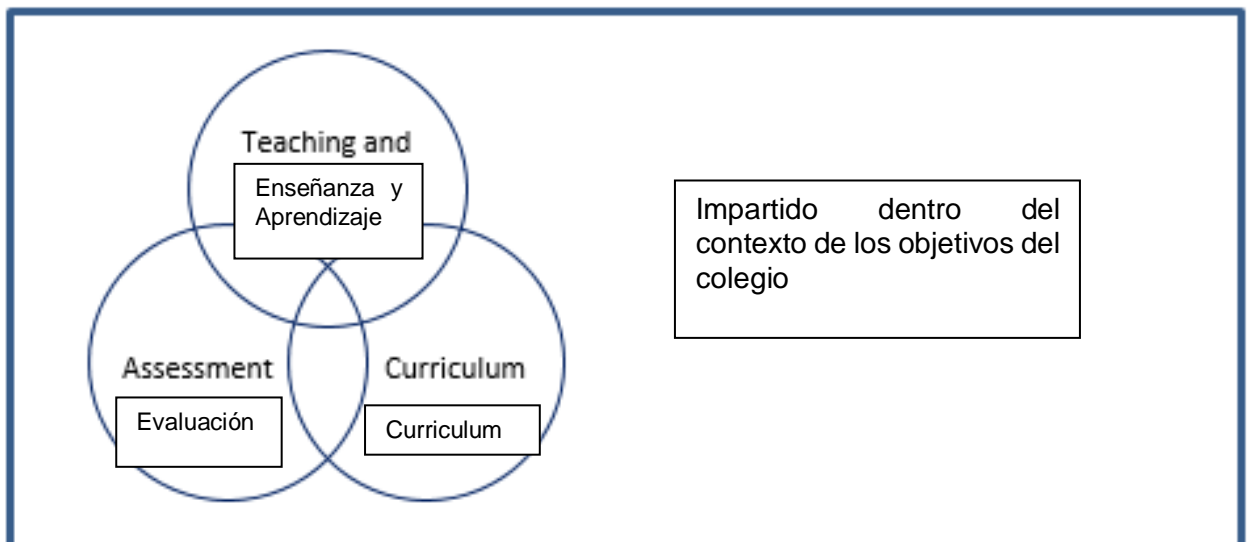 Teaching and
Enseñanza y
Aprendizaje
Impartido dentro del
contexto de los objetivos del
colegio
Assessment
Curriculum
Evaluación
Curriculum